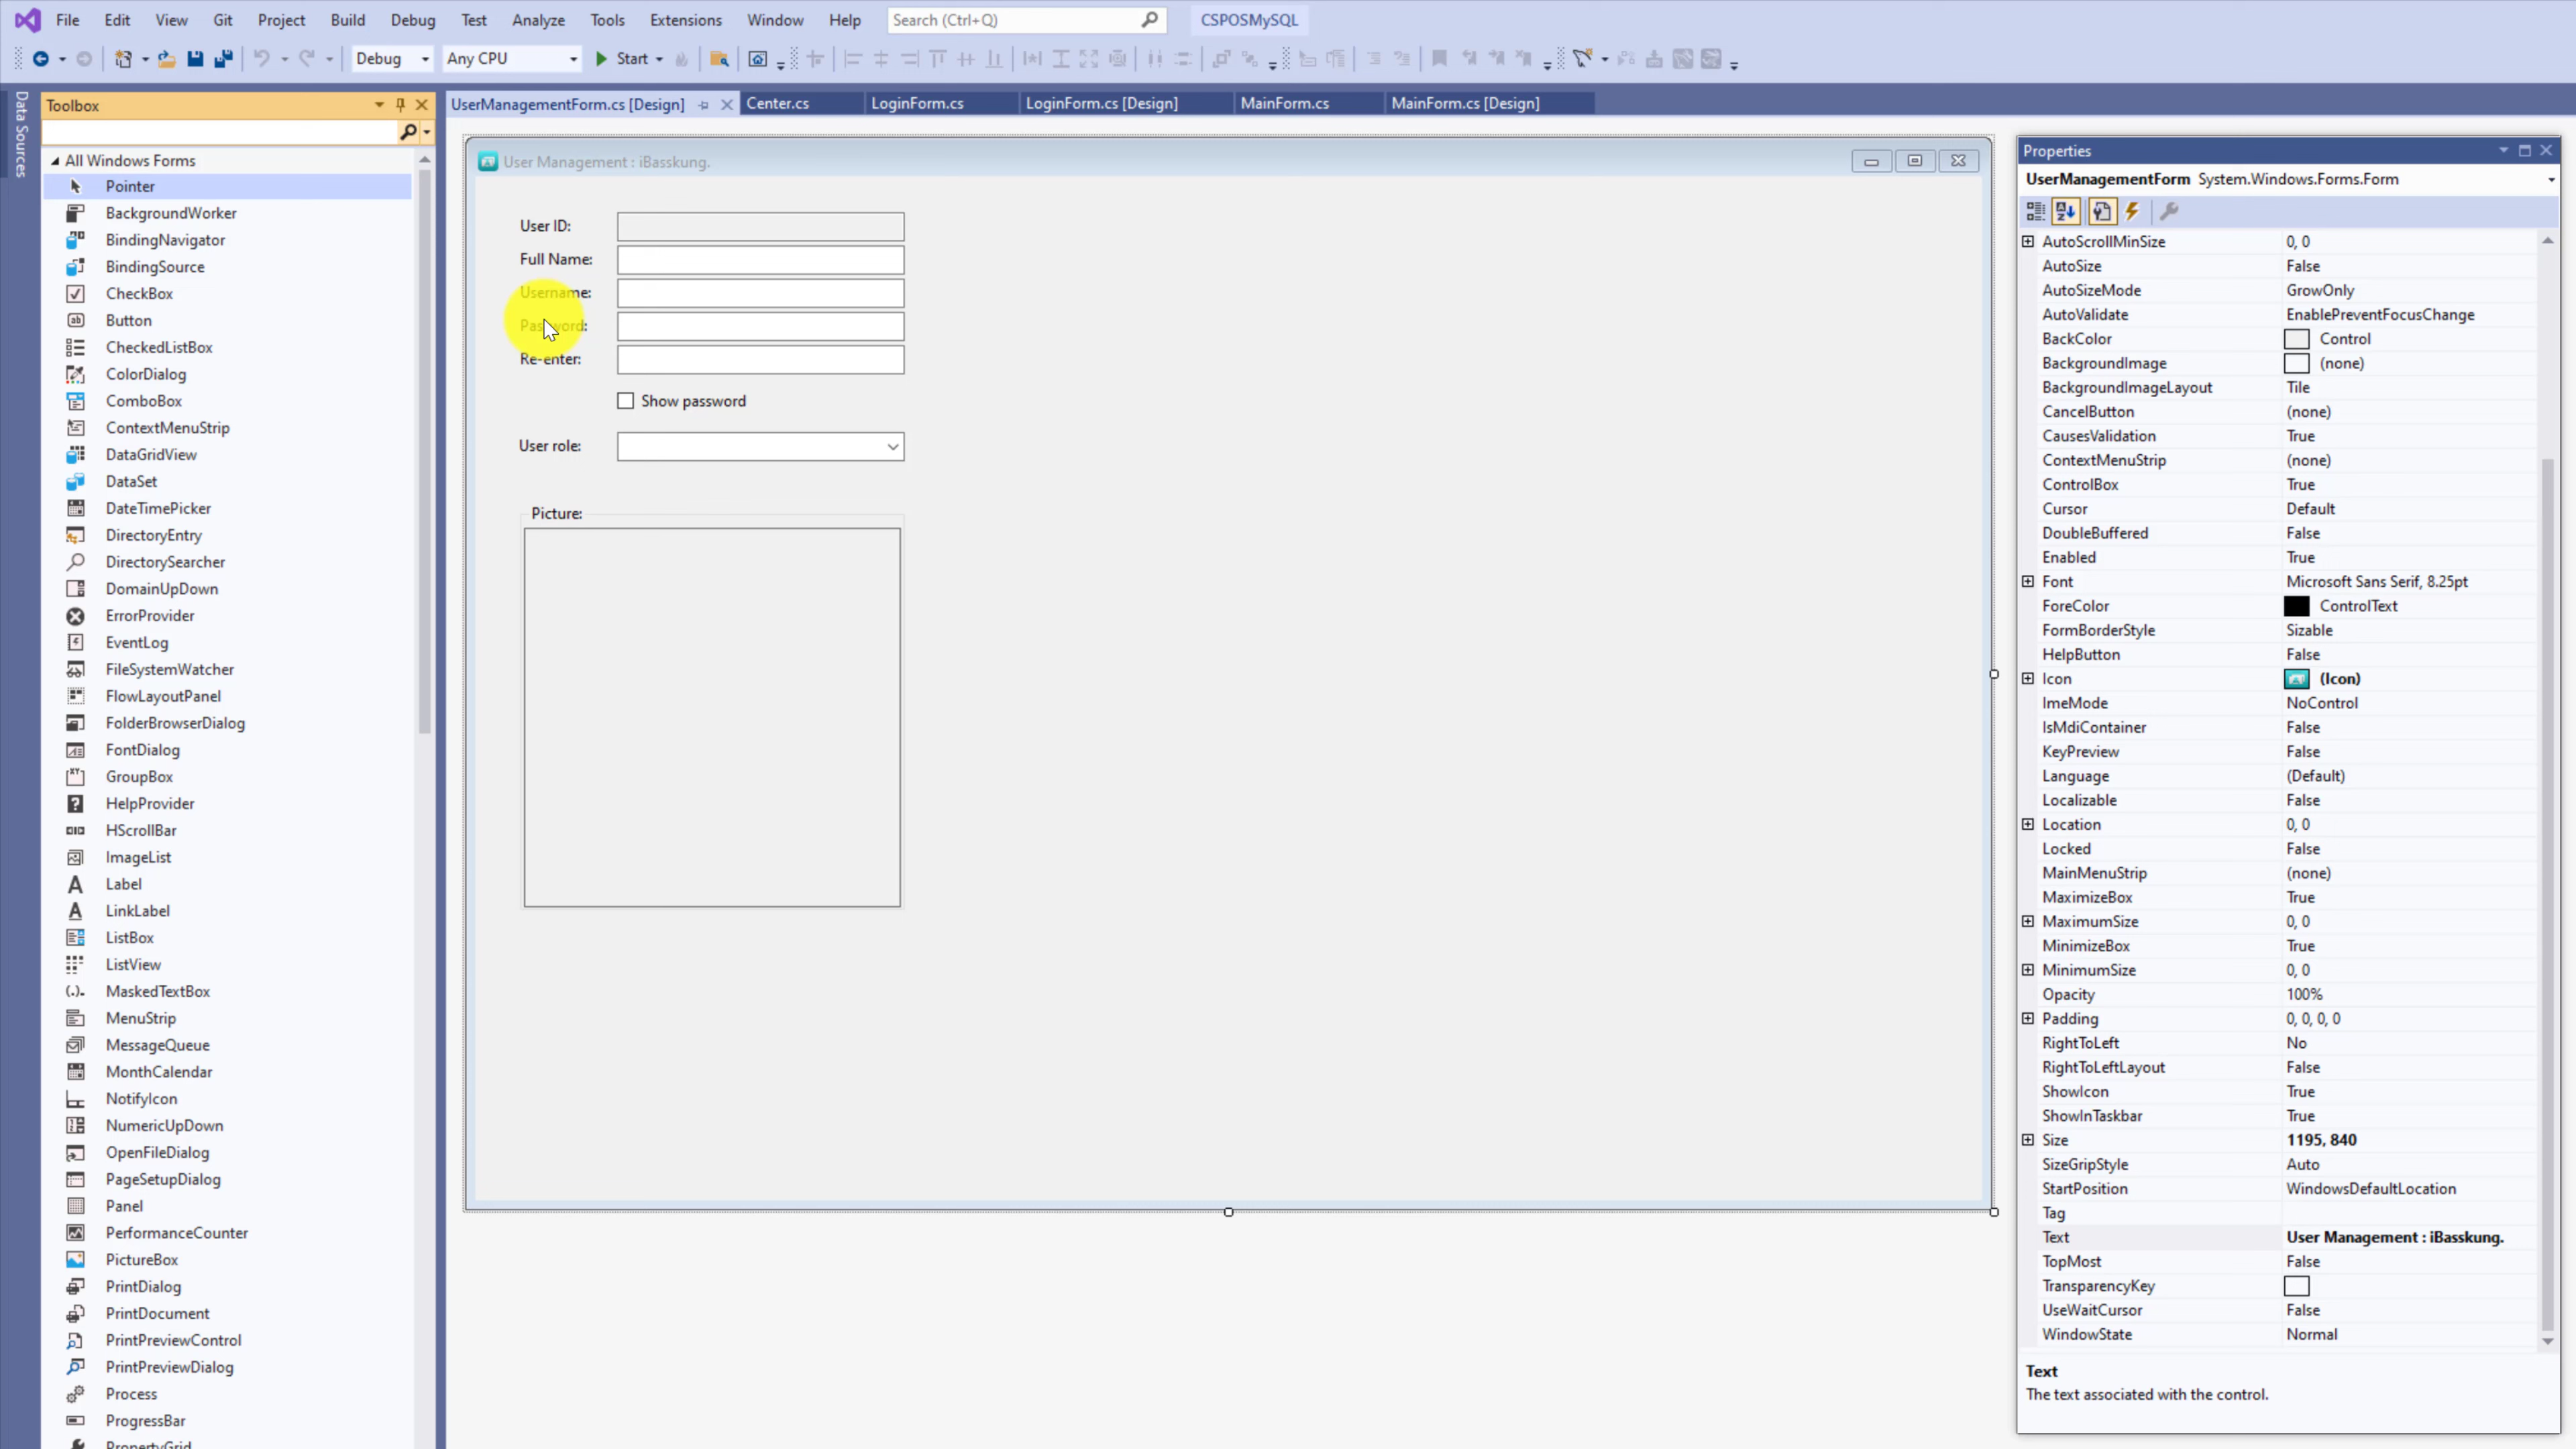 File Edit View Git Project Build Debug Test Analyze Tools Extensions Window Help Search (Ctrl+Q) CSPOSMySQL
Debug Any CPU Start
Data Sources
Toolbox
All Windows Forms
Pointer
BackgroundWorker
BindingNavigator
BindingSource
CheckBox
Button
CheckedListBox
ColorDialog
ComboBox
ContextMenuStrip
DataGridView
DataSet
DateTimePicker
DirectoryEntry
DirectorySearcher
DomainUpDown
ErrorProvider
EventLog
FileSystemWatcher
FlowLayoutPanel
FolderBrowserDialog
FontDialog
GroupBox
HelpProvider
HScrollBar
ImageList
Label
LinkLabel
ListBox
ListView
MaskedTextBox
MenuStrip
MessageQueue
MonthCalendar
NotifyIcon
NumericUpDown
OpenFileDialog
PageSetupDialog
Panel
PerformanceCounter
PictureBox
PrintDialog
PrintDocument
PrintPreviewControl
PrintPreviewDialog
Process
ProgressBar
PropertyGrid
UserManagementForm.cs [Design] Center.cs LoginForm.cs LoginForm.cs [Design] MainForm.cs MainForm.cs [Design]
User Management : iBasskung.
User ID:
Full Name:
Username:
Password:
Re-enter:
Show password
User role:
Picture:
Properties
UserManagementForm System.Windows.Forms.Form
AutoScrollMinSize 0, 0
AutoSize False
AutoSizeMode GrowOnly
AutoValidate EnablePreventFocusChange
BackColor Control
BackgroundImage (none)
BackgroundImageLayout Tile
CancelButton (none)
CausesValidation True
ContextMenuStrip (none)
ControlBox True
Cursor Default
DoubleBuffered False
Enabled True
Font Microsoft Sans Serif, 8.25pt
ForeColor ControlText
FormBorderStyle Sizable
HelpButton False
Icon (Icon)
ImeMode NoControl
IsMdiContainer False
KeyPreview False
Language (Default)
Localizable False
Location 0, 0
Locked False
MainMenuStrip (none)
MaximizeBox True
MaximumSize 0, 0
MinimizeBox True
MinimumSize 0, 0
Opacity 100%
Padding 0, 0, 0, 0
RightToLeft No
RightToLeftLayout False
ShowIcon True
ShowInTaskbar True
Size 1195, 840
SizeGripStyle Auto
StartPosition WindowsDefaultLocation
Tag
Text User Management : iBasskung.
TopMost False
TransparencyKey
UseWaitCursor False
WindowState Normal
Text
The text associated with the control.